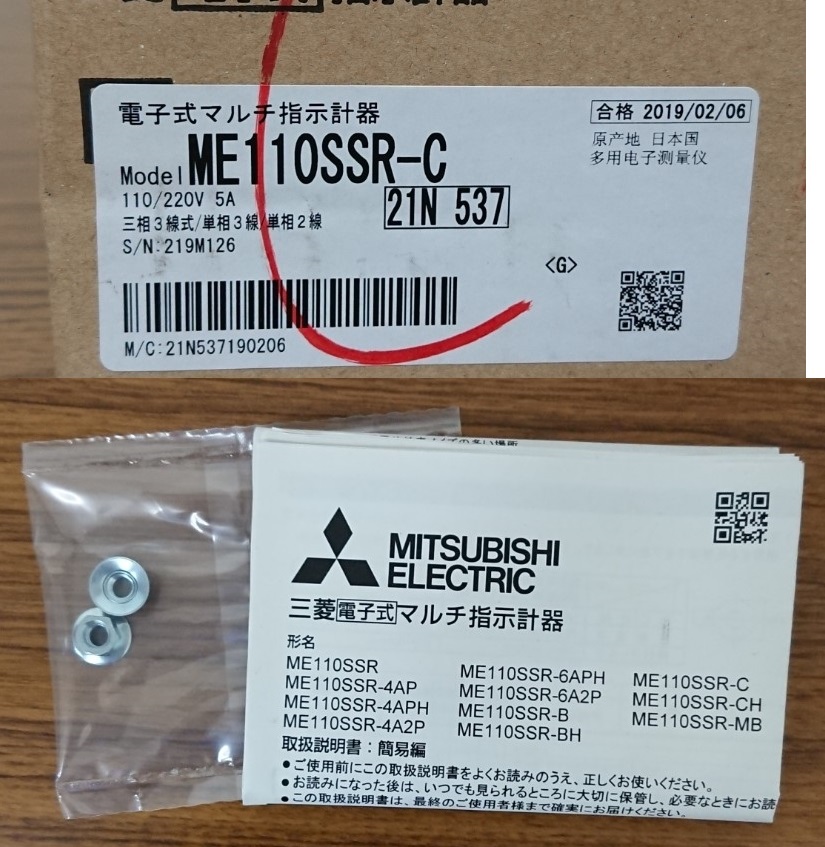 電子式マルチ指示計器
合格 2019/02/06
Model ME110SSR-C
原産地 日本国
多用电子测量仪
110/220V 5A
21N 537
三相3線式/単相3線/単相2線
S/N:219M126
<G>
M/C:21N537190206
MITSUBISHI
ELECTRIC
三菱電子式マルチ指示計器
形名
ME110SSR
ME110SSR-4AP
ME110SSR-4APH
ME110SSR-4A2P
ME110SSR-6APH
ME110SSR-6A2P
ME110SSR-B
ME110SSR-BH
ME110SSR-C
ME110SSR-CH
ME110SSR-MB
取扱説明書：簡易編
●ご使用前にこの取扱説明書をよくお読みのうえ、正しくお使いください。
●お読みになった後は、いつでも見られるところに大切に保管し、必要なときにお読
●この取扱説明書は、最終のご使用者様まで確実にお届けください。